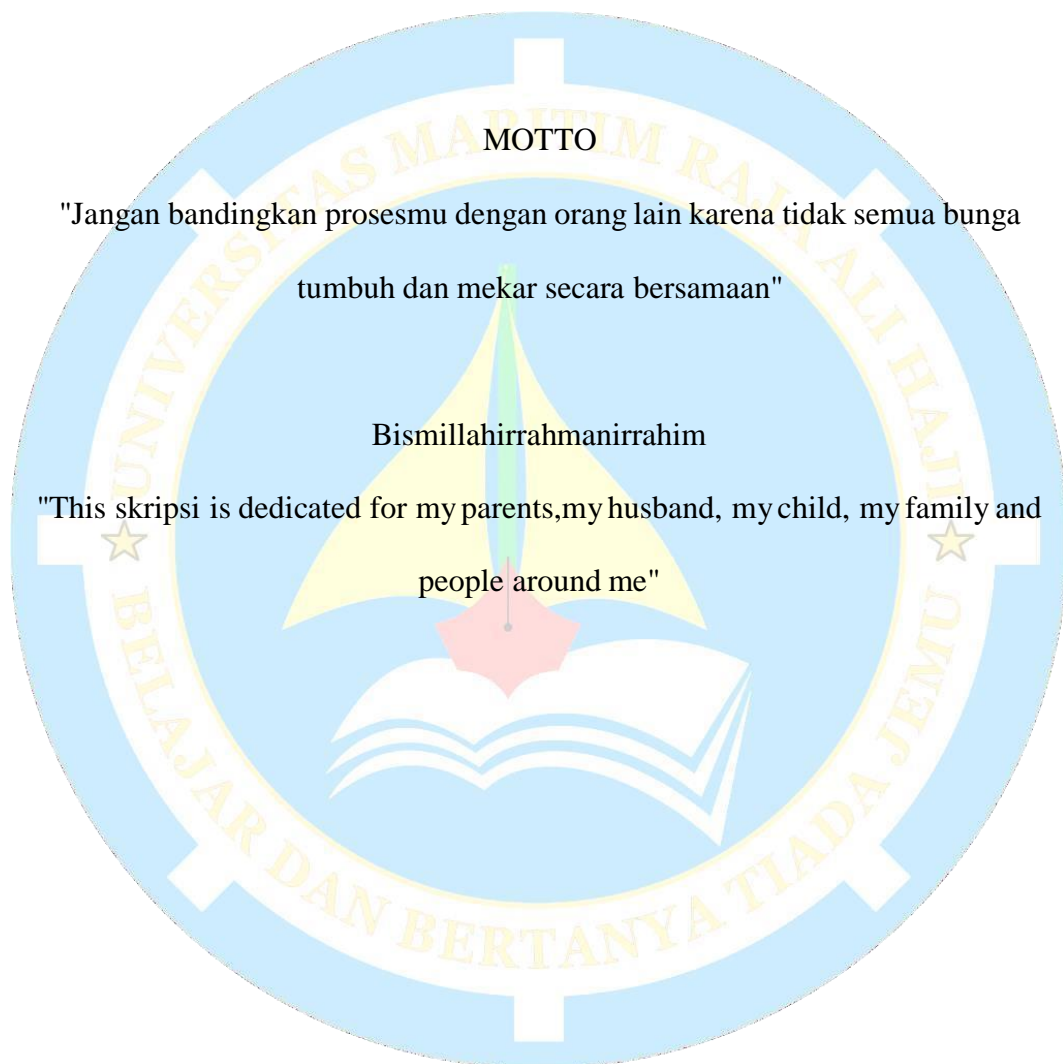 MOTTO
"Jangan bandingkan prosesmu dengan orang lain karena tidak semua bunga
tumbuh dan mekar secara bersamaan"
Bismillahirrahmanirrahim
"This skripsi is dedicated for my parents,my husband, my child, my family and
people around me"
UNIVERSITAS MARITIM RAJA ALI HAJI
BELAJAR DAN BERTANYA TIADA JEMU